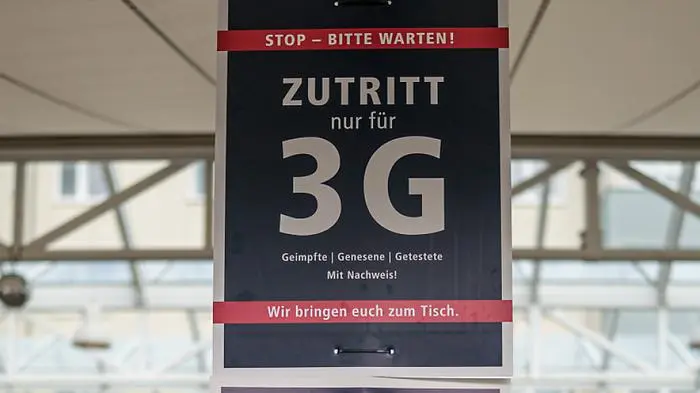 STOP – BITTE WARTEN!
ZUTRITT
nur für
3G
Geimpfte | Genesene | Getestete
Mit Nachweis!
Wir bringen euch zum Tisch.